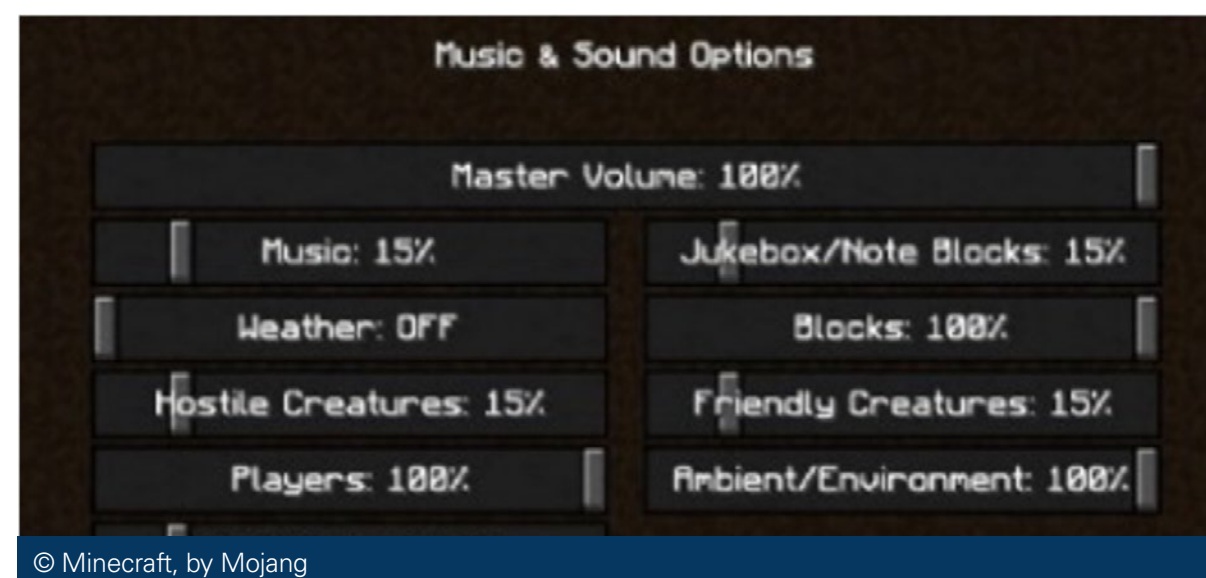 Music & Sound Options
Master Volume: 100%
Music: 15%
Jukebox/Note Blocks: 15%
Weather: OFF
Blocks: 100%
Hostile Creatures: 15%
Friendly Creatures: 15%
Players: 100%
Ambient/Environment: 100%
© Minecraft, by Mojang